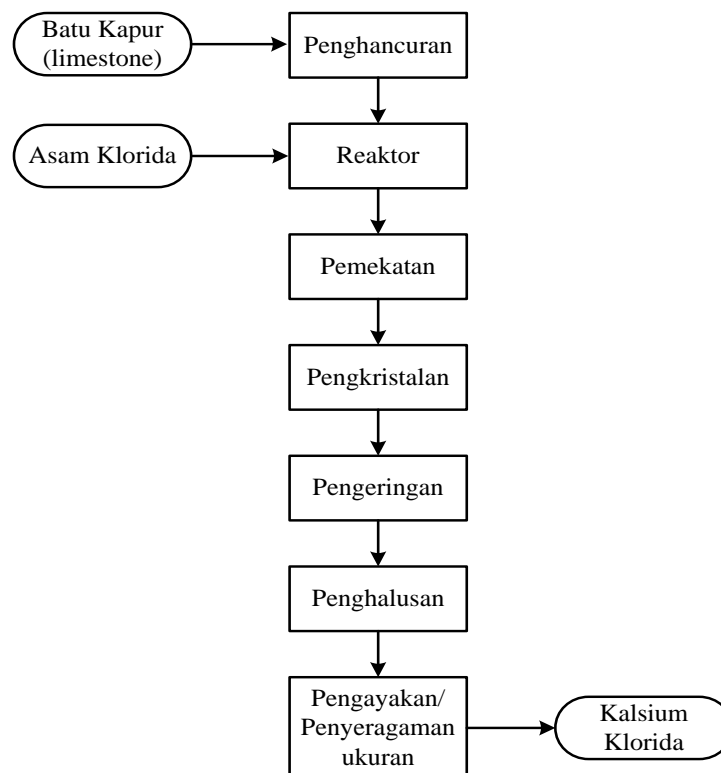 Batu Kapur
(limestone)
Penghancuran
Asam Klorida
Reaktor
Pemekatan
Pengkristalan
Pengeringan
Penghalusan
Pengayakan/
Penyeragaman
ukuran
Kalsium
Klorida